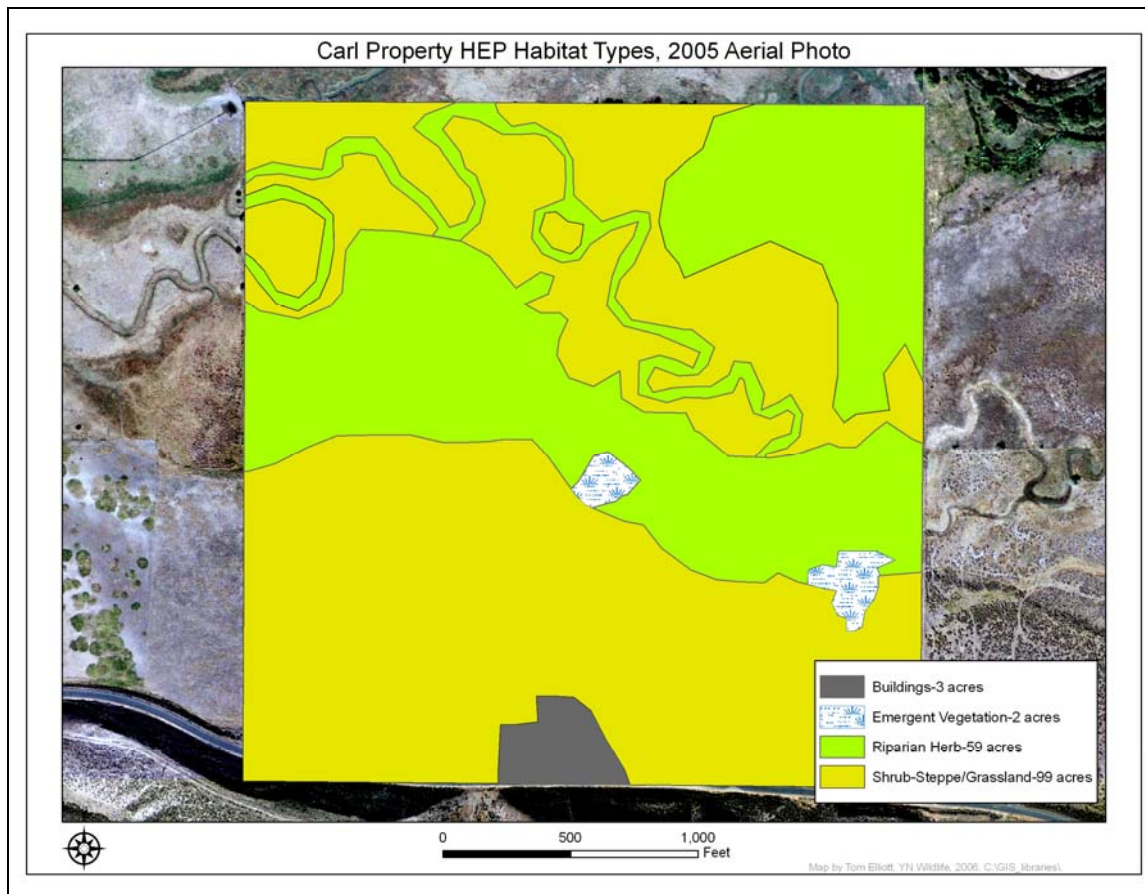 Carl Property HEP Habitat Types, 2005 Aerial Photo
Buildings-3 acres
Emergent Vegetation-2 acres
Riparian Herb-59 acres
Shrub-Steppe/Grassland-99 acres
0 500 1,000
Feet
Map by Tom Elliott, YN Wildlife, 2006, C:\GIS_libraries\